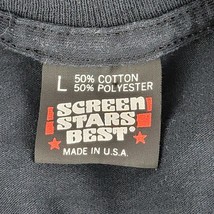 L 50% COTTON
50% POLYESTER
SCREEN
STARS
BEST®
MADE IN U.S.A.